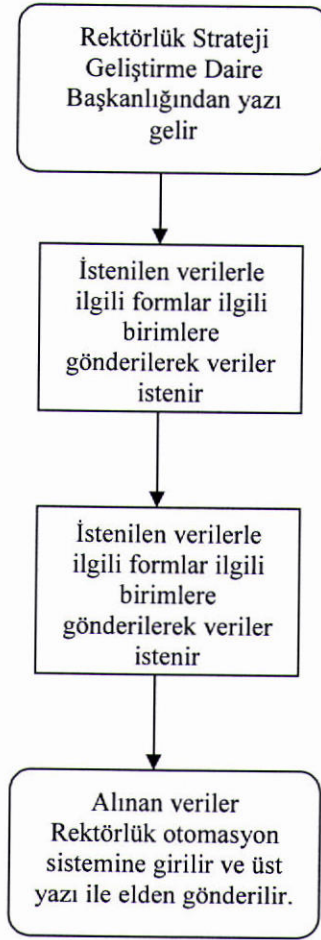 Rektörlük Strateji
Geliştirme Daire
Başkanlığından yazı
gelir
İstenilen verilerle
ilgili formlar ilgili
birimlere
gönderilerek veriler
istenir
İstenilen verilerle
ilgili formlar ilgili
birimlere
gönderilerek veriler
istenir
Alınan veriler
Rektörlük otomasyon
sistemine girilir ve üst
yazı ile elden gönderilir.